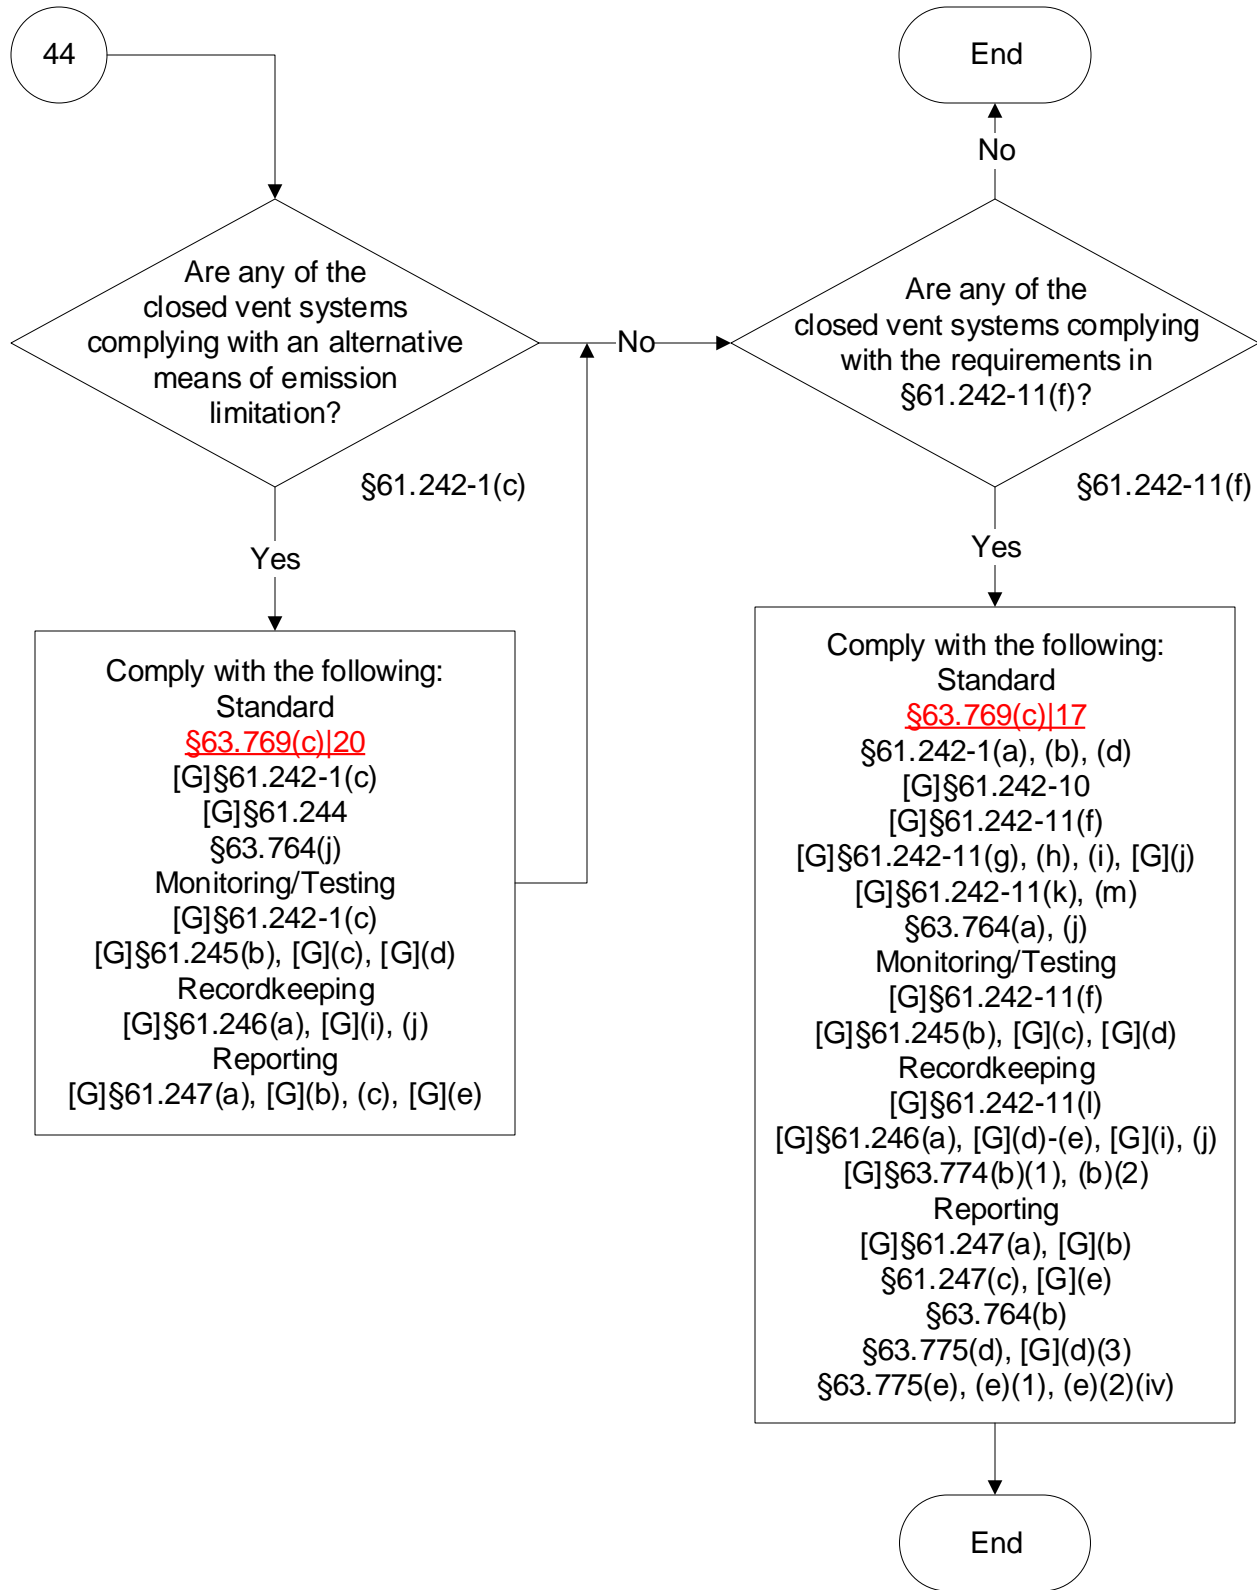 44
Are any of the
closed vent systems
complying with an alternative
means of emission
limitation?
§61.242-1(c)
No
Yes
Comply with the following:
Standard
§63.769(c)|20
[G]§61.242-1(c)
[G]§61.244
§63.764(j)
Monitoring/Testing
[G]§61.242-1(c)
[G]§61.245(b), [G](c), [G](d)
Recordkeeping
[G]§61.246(a), [G](i), (j)
Reporting
[G]§61.247(a), [G](b), (c), [G](e)
End
No
Are any of the
closed vent systems complying
with the requirements in
§61.242-11(f)?
§61.242-11(f)
Yes
Comply with the following:
Standard
§63.769(c)|17
§61.242-1(a), (b), (d)
[G]§61.242-10
[G]§61.242-11(f)
[G]§61.242-11(g), (h), (i), [G](j)
[G]§61.242-11(k), (m)
§63.764(a), (j)
Monitoring/Testing
[G]§61.242-11(f)
[G]§61.245(b), [G](c), [G](d)
Recordkeeping
[G]§61.242-11(l)
[G]§61.246(a), [G](d)-(e), [G](i), (j)
[G]§63.774(b)(1), (b)(2)
Reporting
[G]§61.247(a), [G](b)
§61.247(c), [G](e)
§63.764(b)
§63.775(d), [G](d)(3)
§63.775(e), (e)(1), (e)(2)(iv)
End